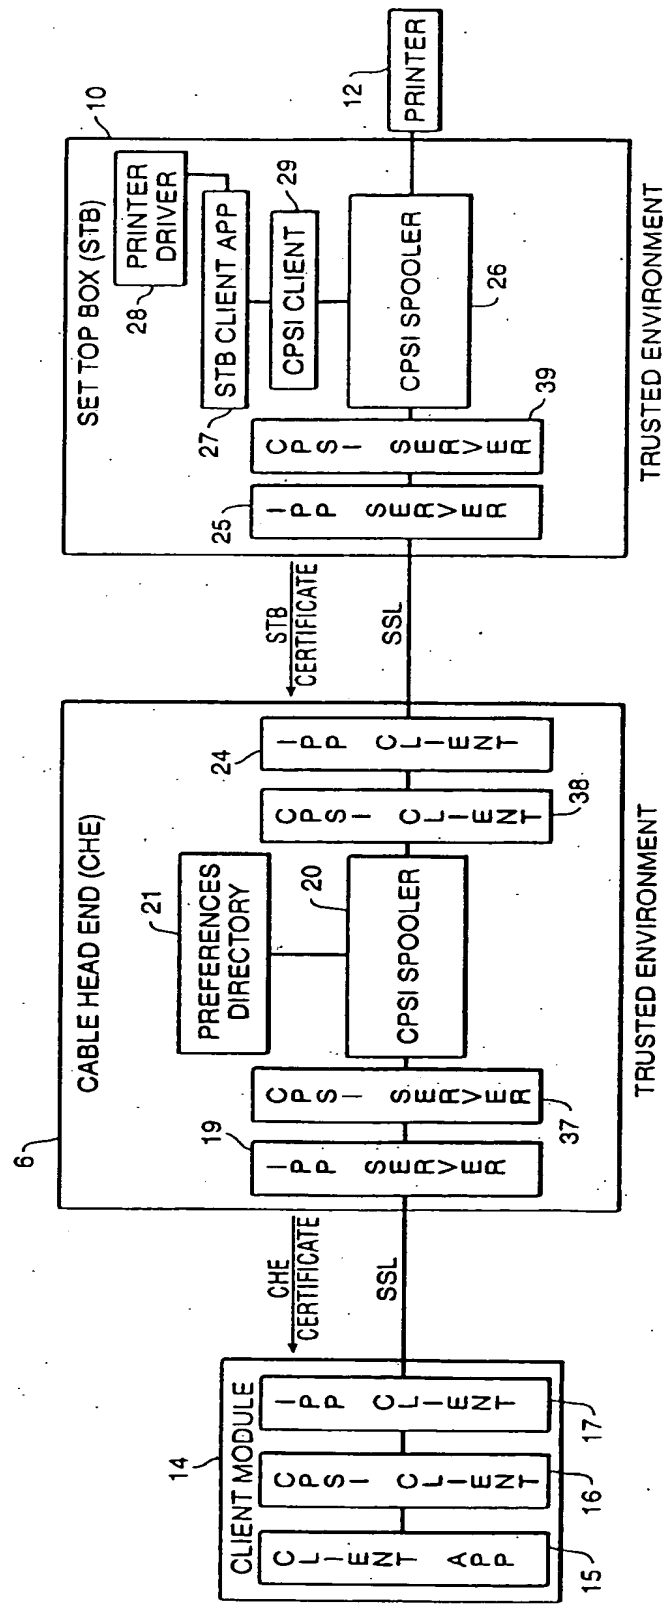 14
CLIENT MODULE
CLIENT APP
15
CPSI CLIENT
16
IPP CLIENT
17
CHE
CERTIFICATE
SSL
6
CABLE HEAD END (CHE)
19
IPP SERVER
CPSI SERVER
37
21
PREFERENCES
DIRECTORY
20
CPSI SPOOLER
CPSI CLIENT
38
24
IPP CLIENT
TRUSTED ENVIRONMENT
STB
CERTIFICATE
SSL
SET TOP BOX (STB)
10
25
IPP SERVER
CPSI SERVER
39
28
PRINTER
DRIVER
27
STB CLIENT APP
CPSI CLIENT
29
CPSI SPOOLER
26
TRUSTED ENVIRONMENT
12
PRINTER